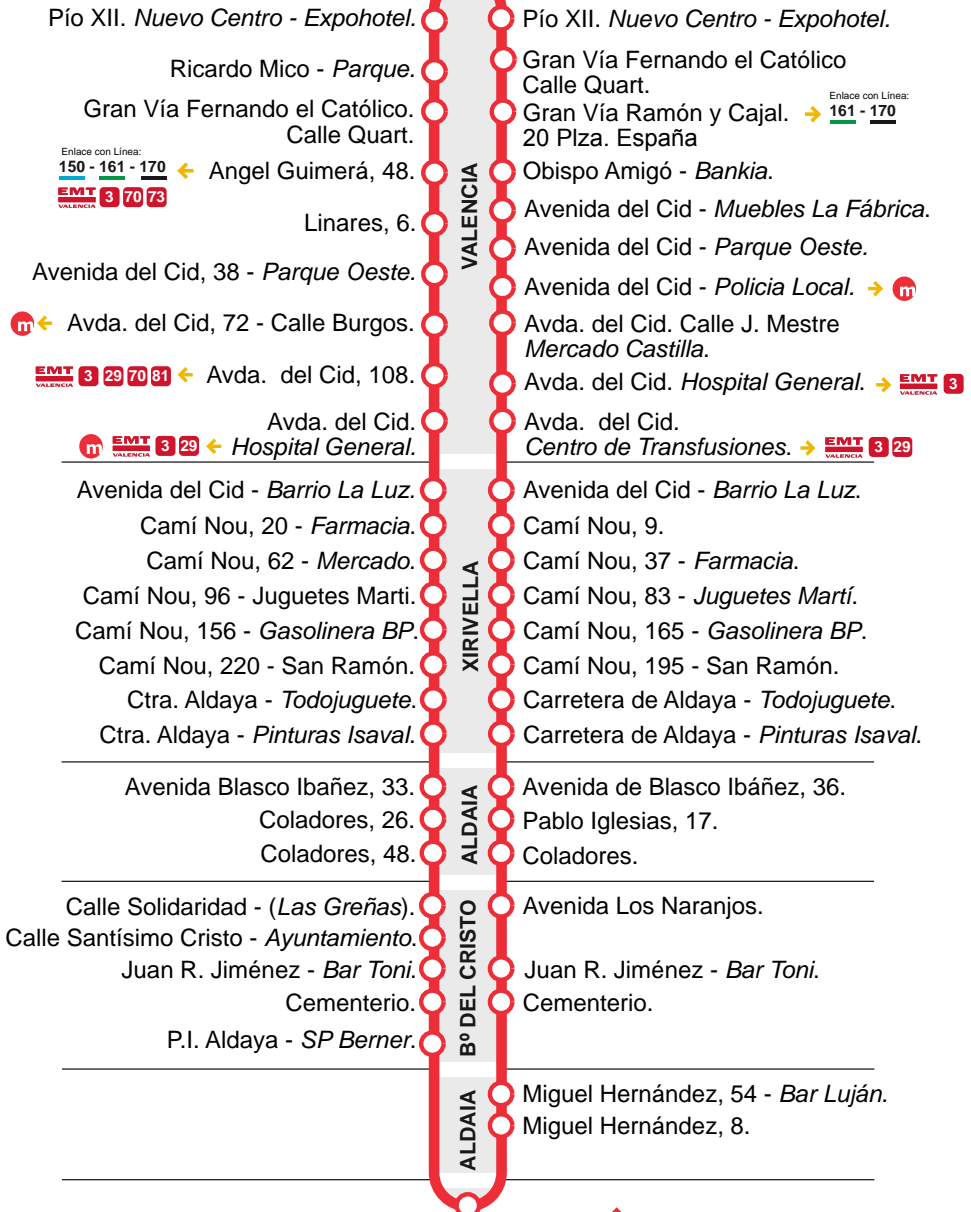 Pío XII. Nuevo Centro - Expohotel.
Ricardo Mico - Parque.
Gran Vía Fernando el Católico.
Calle Quart.
Enlace con Línea:
150 - 161 - 170
Angel Guimerá, 48.
EMT VALENCIA 3 70 73
Linares, 6.
Avenida del Cid, 38 - Parque Oeste.
m Avda. del Cid, 72 - Calle Burgos.
EMT VALENCIA 3 29 70 81 Avda. del Cid, 108.
Avda. del Cid.
m EMT VALENCIA 3 29 Hospital General.
Avenida del Cid - Barrio La Luz.
Camí Nou, 20 - Farmacia.
Camí Nou, 62 - Mercado.
Camí Nou, 96 - Juguetes Marti.
Camí Nou, 156 - Gasolinera BP.
Camí Nou, 220 - San Ramón.
Ctra. Aldaya - Todojuguete.
Ctra. Aldaya - Pinturas Isaval.
Avenida Blasco Ibañez, 33.
Coladores, 26.
Coladores, 48.
Calle Solidaridad - (Las Greñas).
Calle Santísimo Cristo - Ayuntamiento.
Juan R. Jiménez - Bar Toni.
Cementerio.
P.I. Aldaya - SP Berner.
VALENCIA
XIRIVELLA
ALDAIA
Bº DEL CRISTO
ALDAIA
Pío XII. Nuevo Centro - Expohotel.
Gran Vía Fernando el Católico
Calle Quart.
Gran Vía Ramón y Cajal.
20 Plza. España
Enlace con Línea:
161 - 170
Obispo Amigó - Bankia.
Avenida del Cid - Muebles La Fábrica.
Avenida del Cid - Parque Oeste.
Avenida del Cid - Policia Local. m
Avda. del Cid. Calle J. Mestre
Mercado Castilla.
Avda. del Cid. Hospital General. EMT VALENCIA 3
Avda. del Cid.
Centro de Transfusiones. EMT VALENCIA 3 29
Avenida del Cid - Barrio La Luz.
Camí Nou, 9.
Camí Nou, 37 - Farmacia.
Camí Nou, 83 - Juguetes Martí.
Camí Nou, 165 - Gasolinera BP.
Camí Nou, 195 - San Ramón.
Carretera de Aldaya - Todojuguete.
Carretera de Aldaya - Pinturas Isaval.
Avenida de Blasco Ibáñez, 36.
Pablo Iglesias, 17.
Coladores.
Avenida Los Naranjos.
Juan R. Jiménez - Bar Toni.
Cementerio.
Miguel Hernández, 54 - Bar Luján.
Miguel Hernández, 8.